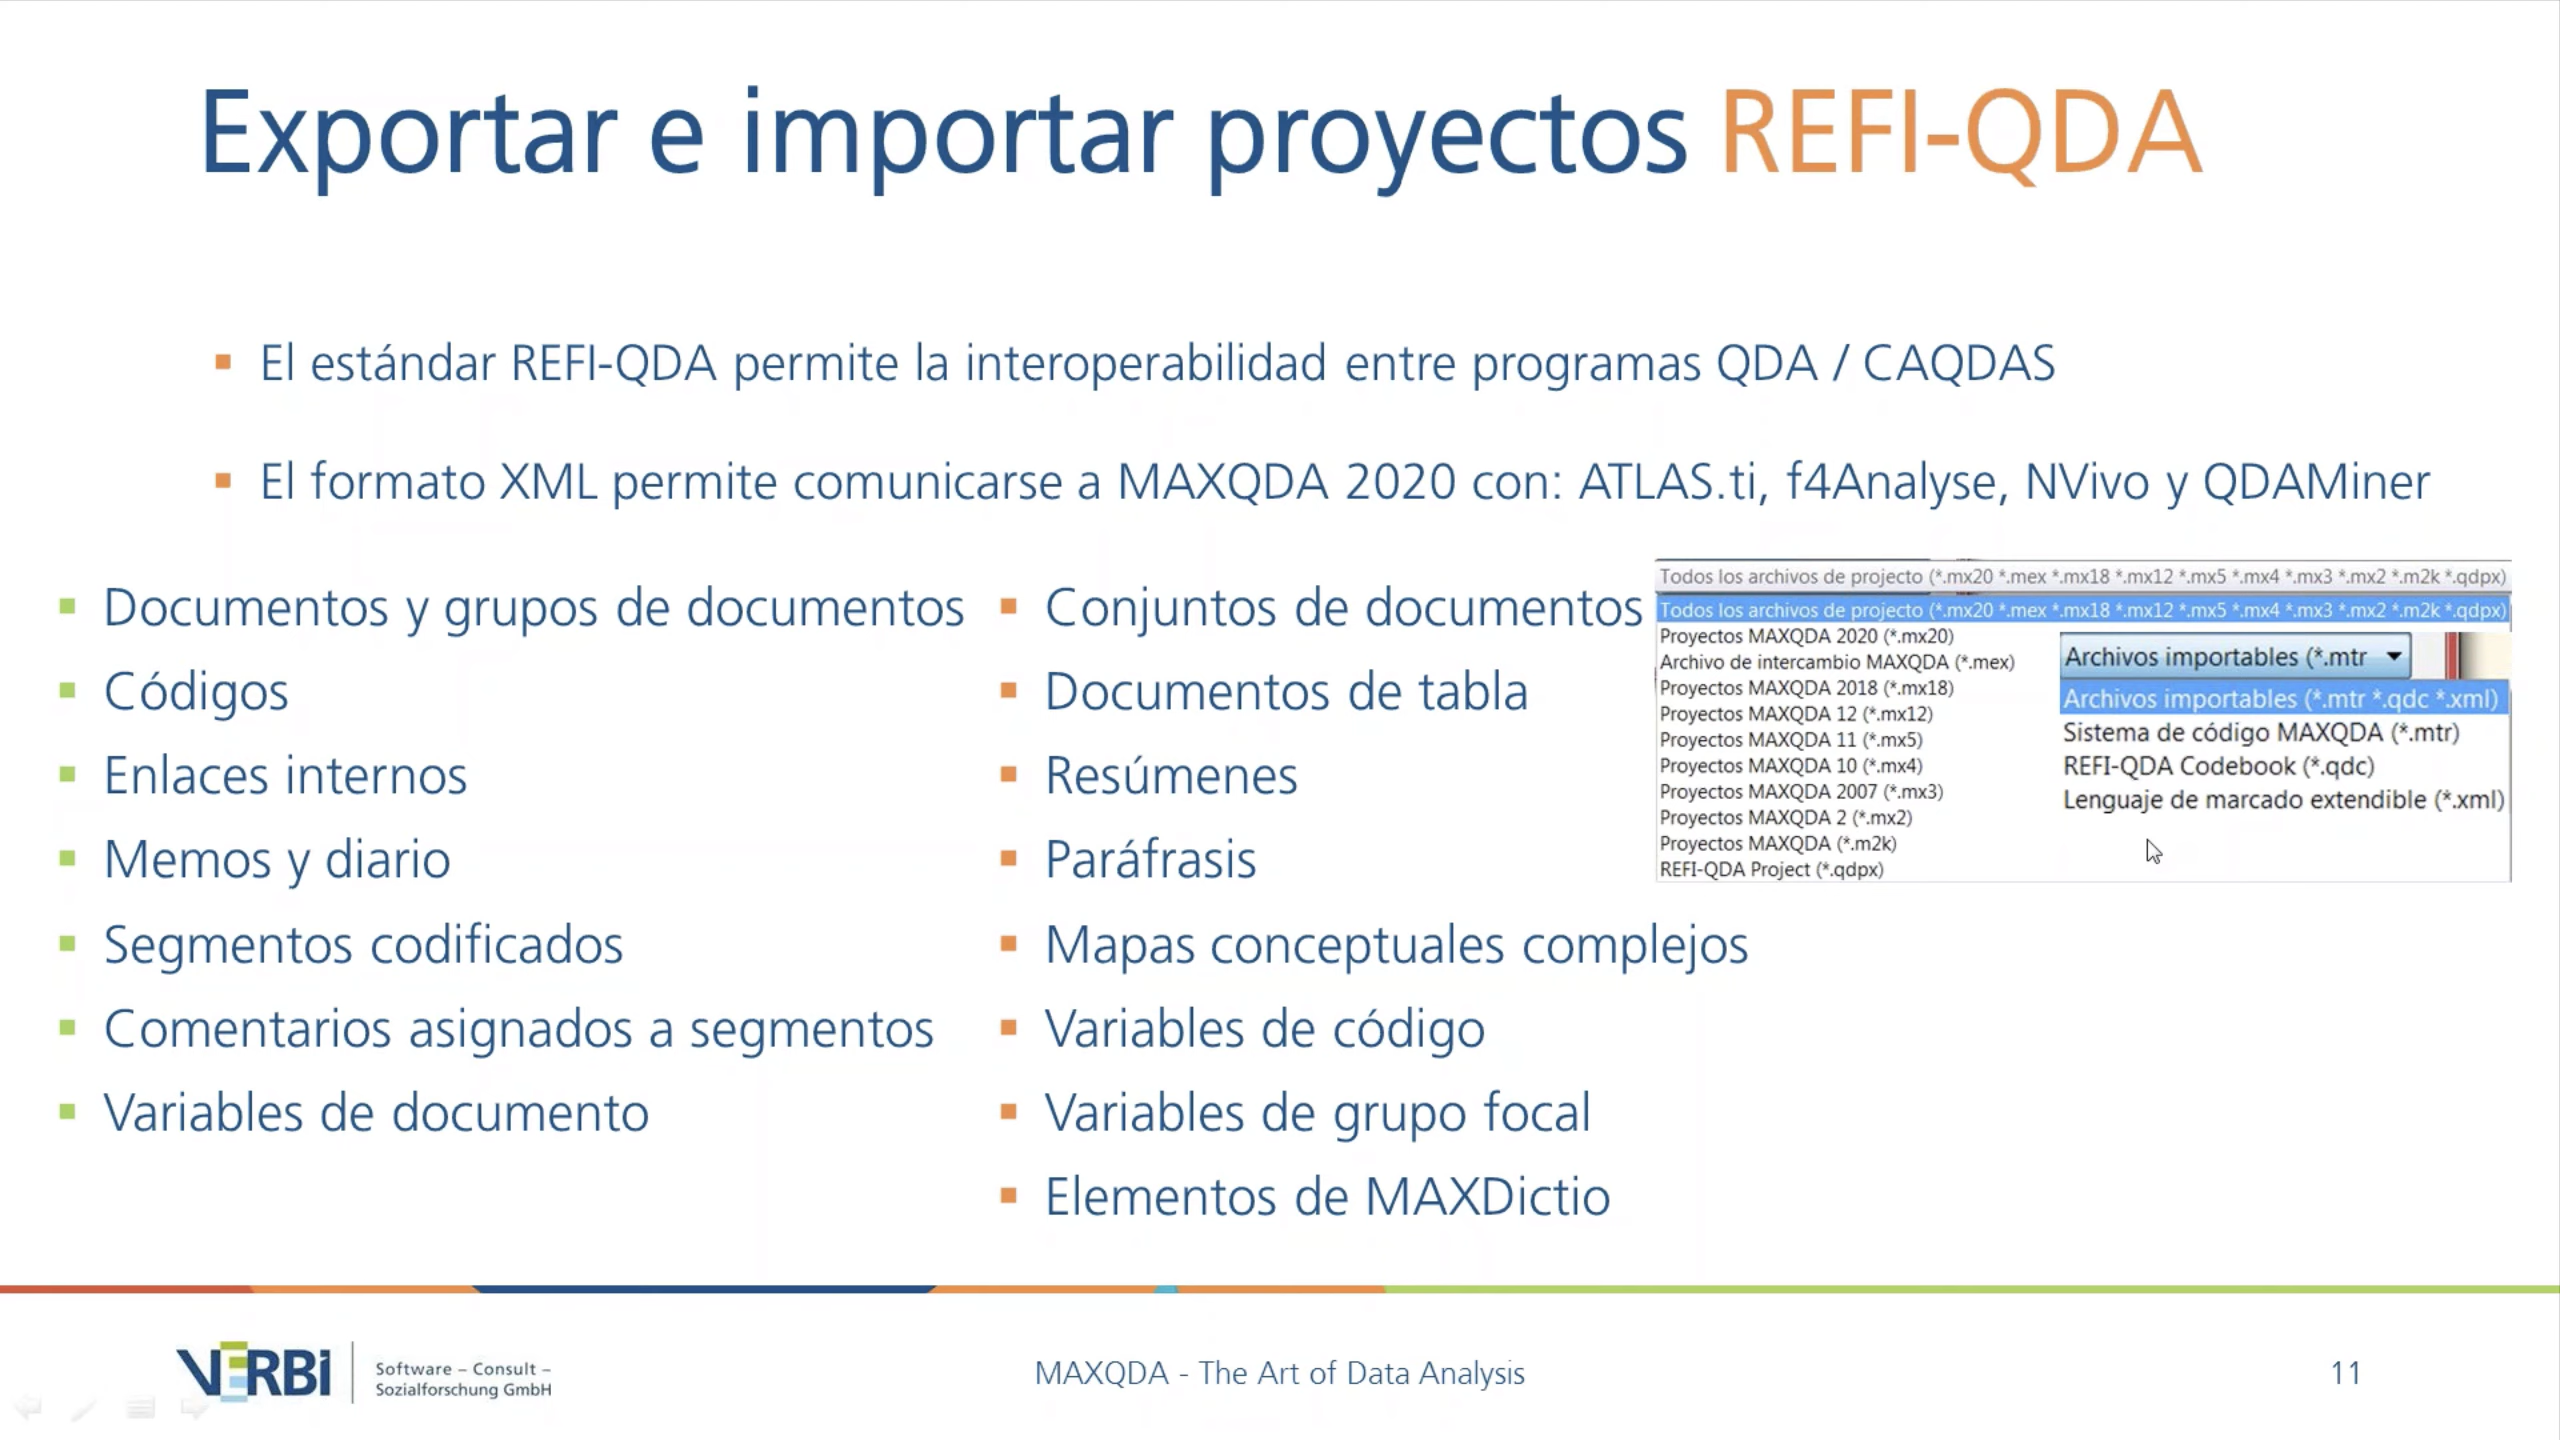 Exportar e importar proyectos REFI-QDA
El estándar REFI-QDA permite la interoperabilidad entre programas QDA / CAQDAS
El formato XML permite comunicarse a MAXQDA 2020 con: ATLAS.ti, f4Analyse, NVivo y QDAMiner
Documentos y grupos de documentos
Códigos
Enlaces internos
Memos y diario
Segmentos codificados
Comentarios asignados a segmentos
Variables de documento
Conjuntos de documentos
Documentos de tabla
Resúmenes
Paráfrasis
Mapas conceptuales complejos
Variables de código
Variables de grupo focal
Elementos de MAXDictio
Todos los archivos de projecto (*.mx20 *.mex *.mx18 *.mx12 *.mx5 *.mx4 *.mx3 *.mx2 *.m2k *.qdpx)
Todos los archivos de projecto (*.mx20 *.mex *.mx18 *.mx12 *.mx5 *.mx4 *.mx3 *.mx2 *.m2k *.qdpx)
Proyectos MAXQDA 2020 (*.mx20)
Archivo de intercambio MAXQDA (*.mex)
Proyectos MAXQDA 2018 (*.mx18)
Proyectos MAXQDA 12 (*.mx12)
Proyectos MAXQDA 11 (*.mx5)
Proyectos MAXQDA 10 (*.mx4)
Proyectos MAXQDA 2007 (*.mx3)
Proyectos MAXQDA 2 (*.mx2)
Proyectos MAXQDA (*.m2k)
REFI-QDA Project (*.qdpx)
Archivos importables (*.mtr
Archivos importables (*.mtr *.qdc *.xml)
Sistema de código MAXQDA (*.mtr)
REFI-QDA Codebook (*.qdc)
Lenguaje de marcado extendible (*.xml)
VERBI
Software – Consult –
Sozialforschung GmbH
MAXQDA - The Art of Data Analysis
11